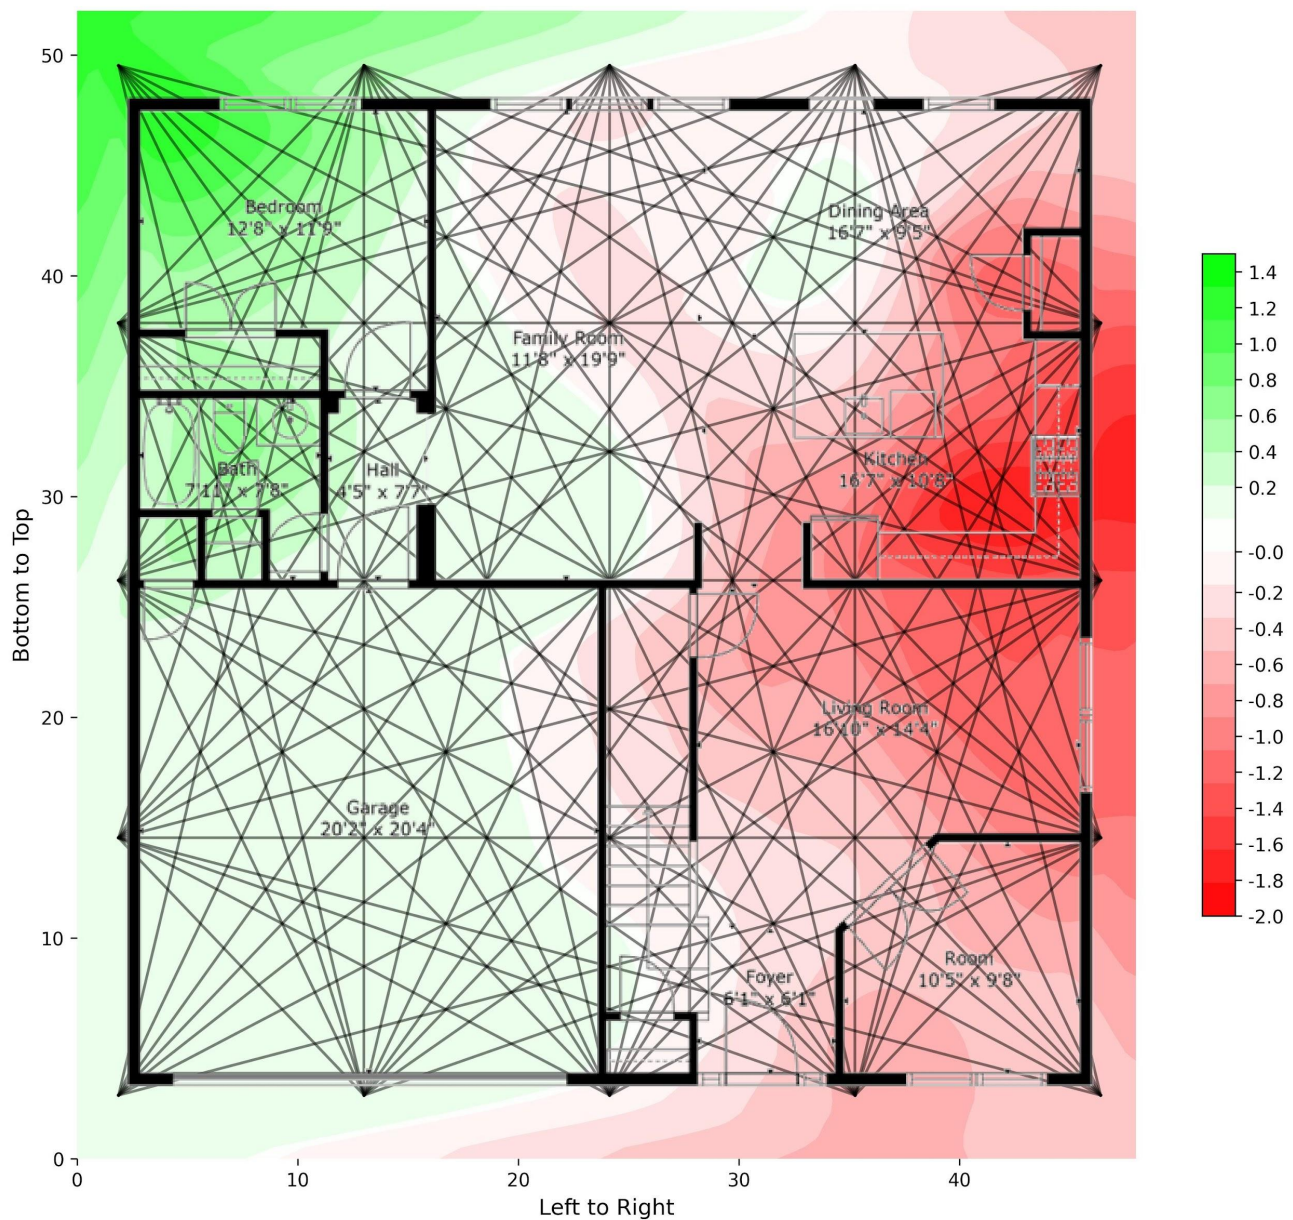 50
40
30
20
10
0
Bottom to Top
Bedroom
12'8" x 11'9"
Dining Area
16'7" x 9'5"
Family Room
11'8" x 19'9"
Bath
7'11" x 7'8"
Hall
4'5" x 7'7"
Kitchen
16'7" x 10'8"
Living Room
16'10" x 14'4"
Garage
20'2" x 20'4"
Foyer
6'1" x 6'1"
Room
10'5" x 9'8"
0 10 20 30 40
Left to Right
1.4
1.2
1.0
0.8
0.6
0.4
0.2
-0.0
-0.2
-0.4
-0.6
-0.8
-1.0
-1.2
-1.4
-1.6
-1.8
-2.0